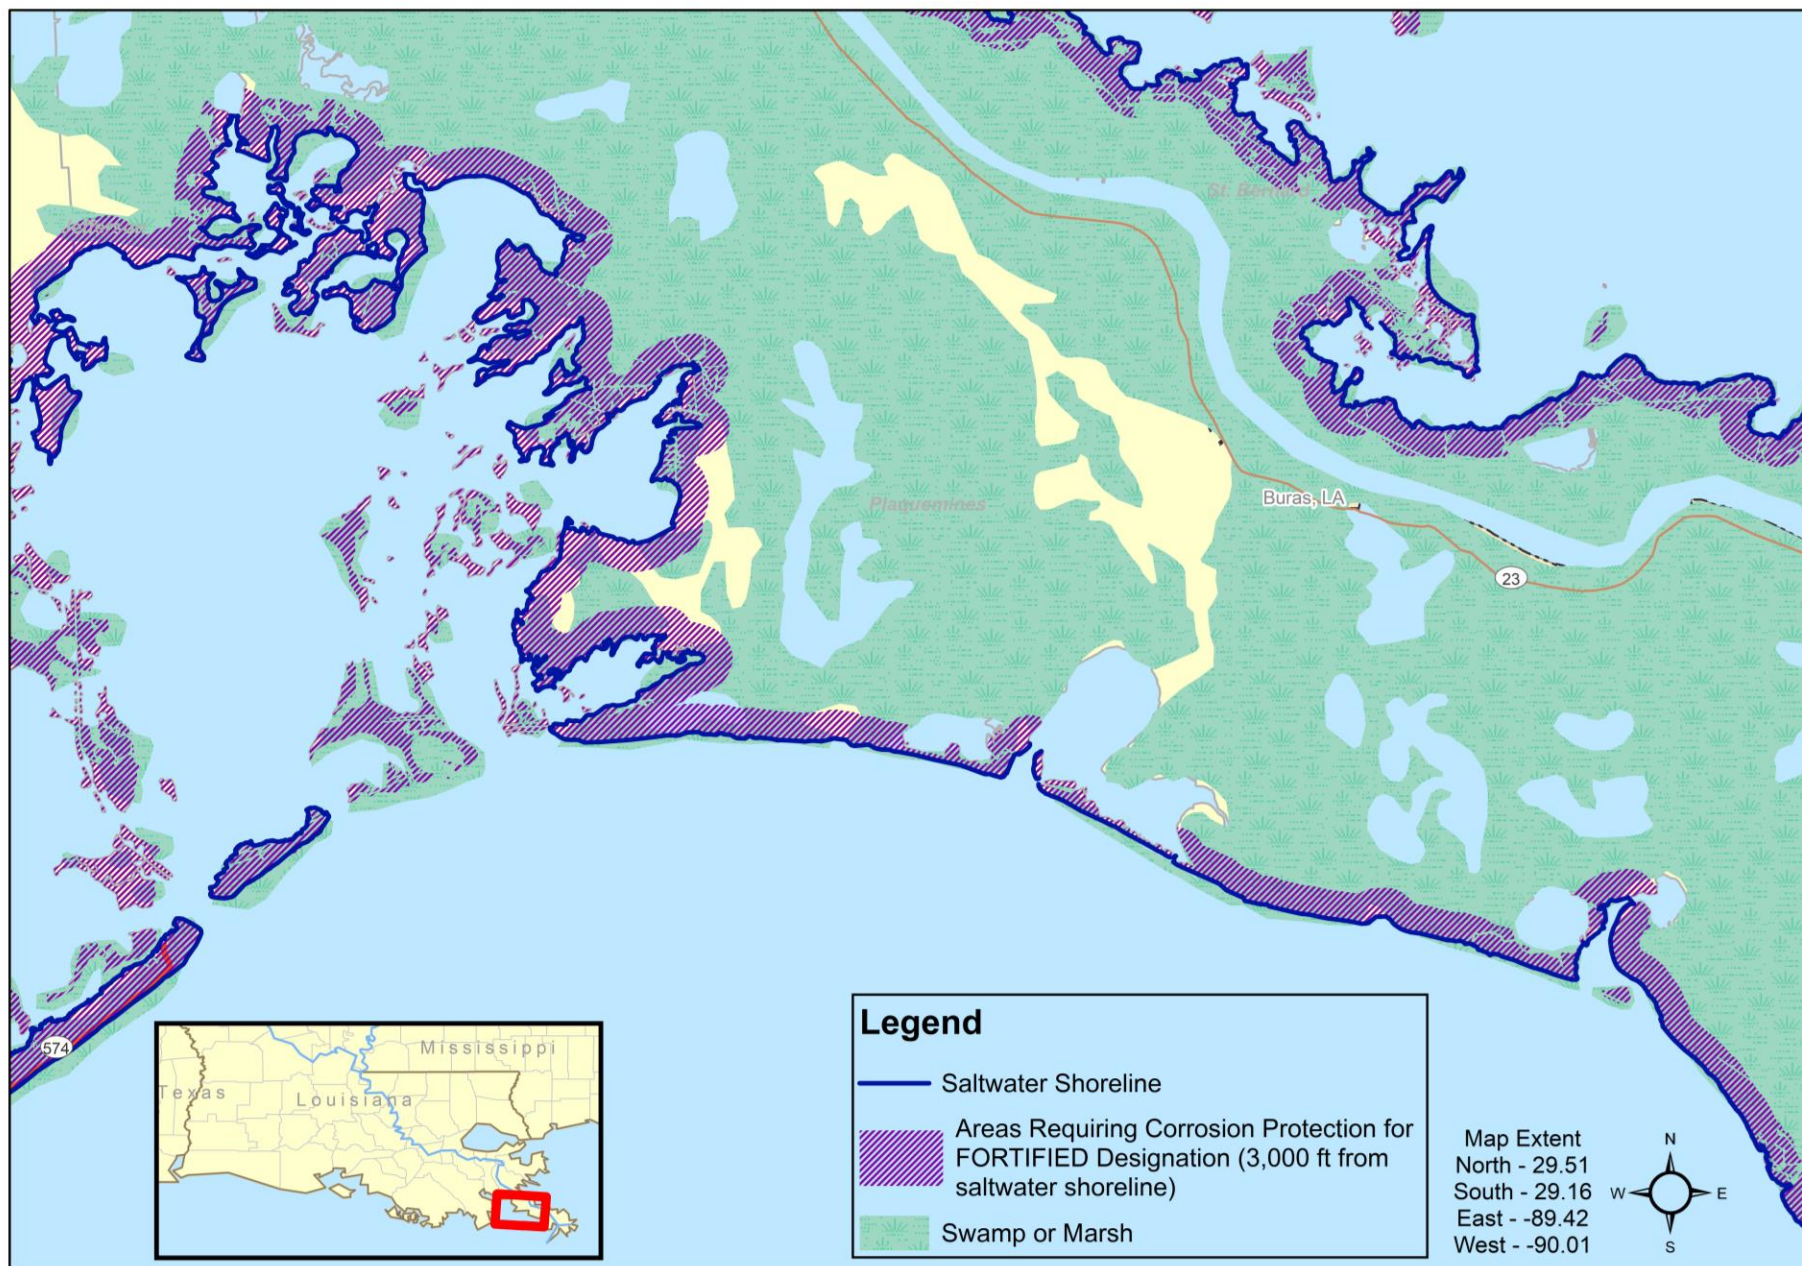 St. Bernard
Plaquemines
Buras, LA
23
574
Texas
Louisiana
Mississippi
Legend
Saltwater Shoreline
Areas Requiring Corrosion Protection for
FORTIFIED Designation (3,000 ft from
saltwater shoreline)
Swamp or Marsh
Map Extent
North - 29.51
South - 29.16
East - -89.42
West - -90.01
N
W
E
S